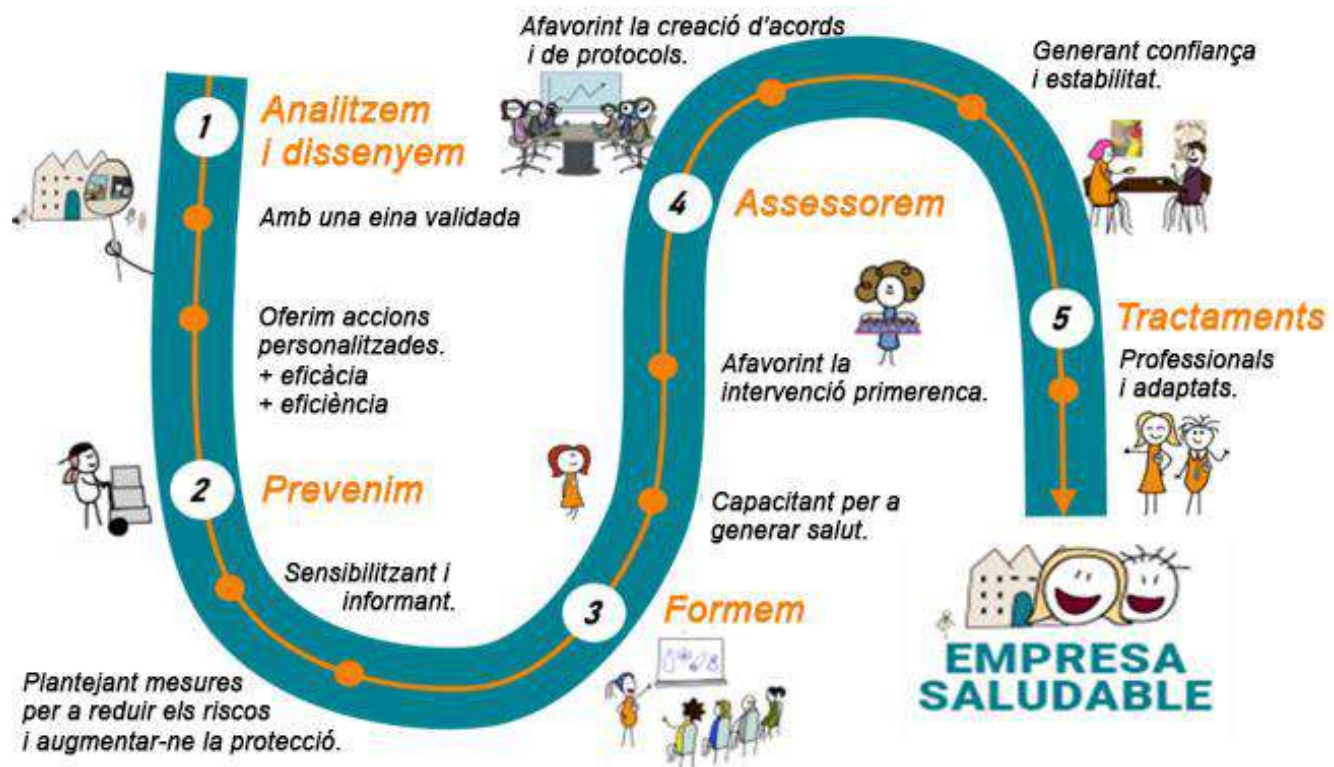 1
Analitzem
i dissenyem
Amb una eina validada
Oferim accions
personalitzades.
+ eficàcia
+ eficiència
2
Prevenim
Sensibilitzant i
informant.
Plantejant mesures
per a reduir els riscos
i augmentar-ne la protecció.
3
Formem
Capacitant per a
generar salut.
Afavorint la
intervenció primerenca.
4
Assessorem
Afavorint la creació d'acords
i de protocols.
Generant confiança
i estabilitat.
5
Tractaments
Professionals
i adaptats.
EMPRESA
SALUDABLE